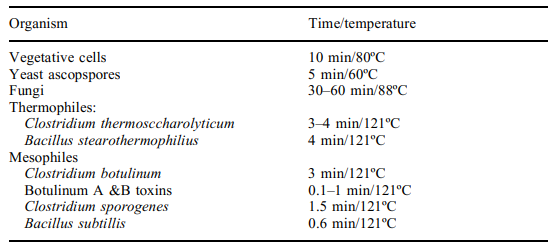 Organism Time/temperature
Vegetative cells 10 min/80ºC
Yeast ascopspores 5 min/60ºC
Fungi 30–60 min/88ºC
Thermophiles:
Clostridium thermosccharolyticum 3–4 min/121ºC
Bacillus stearothermophilius 4 min/121ºC
Mesophiles
Clostridium botulinum 3 min/121ºC
Botulinum A &B toxins 0.1–1 min/121ºC
Clostridium sporogenes 1.5 min/121ºC
Bacillus subtillis 0.6 min/121ºC